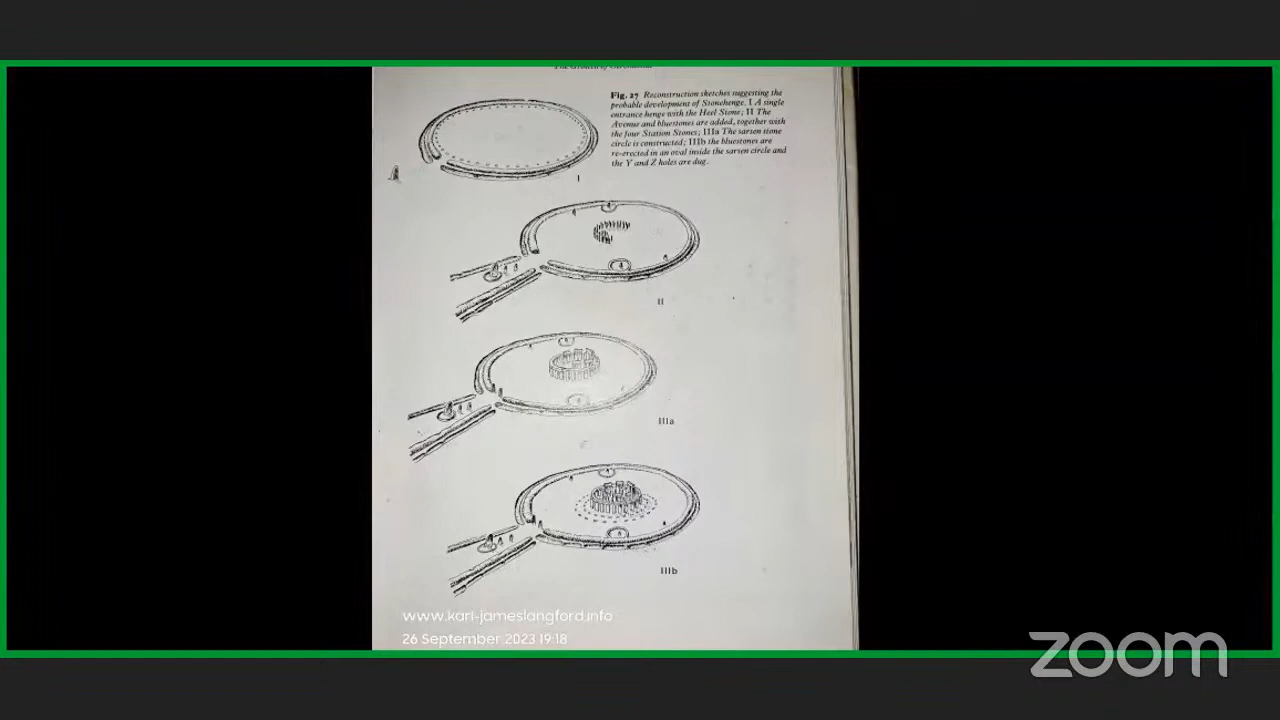 Fig. 27 Reconstruction sketches suggesting the
probable development of Stonehenge. I A single
entrance henge with the Heel Stone; II The
Avenue and bluestones are added, together with
the four Station Stones; IIIa The sarsen stone
circle is constructed; IIIb the bluestones are
re-erected in an oval inside the sarsen circle and
the Y and Z holes are dug.
I
II
IIIa
IIIb
www.karl-jameslangford.info
26 September 2023 19:18
zoom